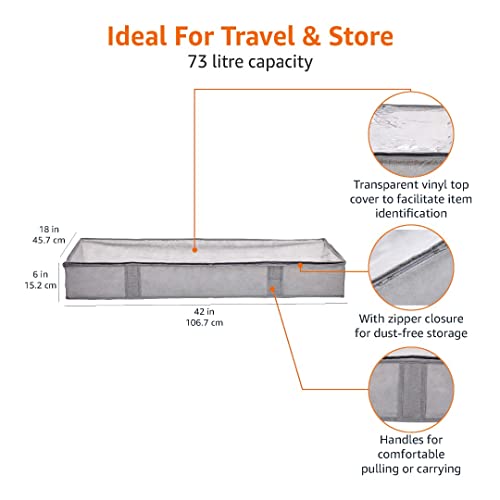 Ideal For Travel & Store
73 litre capacity
Transparent vinyl top
cover to facilitate item
identification
18 in
45.7 cm
6 in
15.2 cm
42 in
106.7 cm
With zipper closure
for dust-free storage
Handles for
comfortable
pulling or carrying